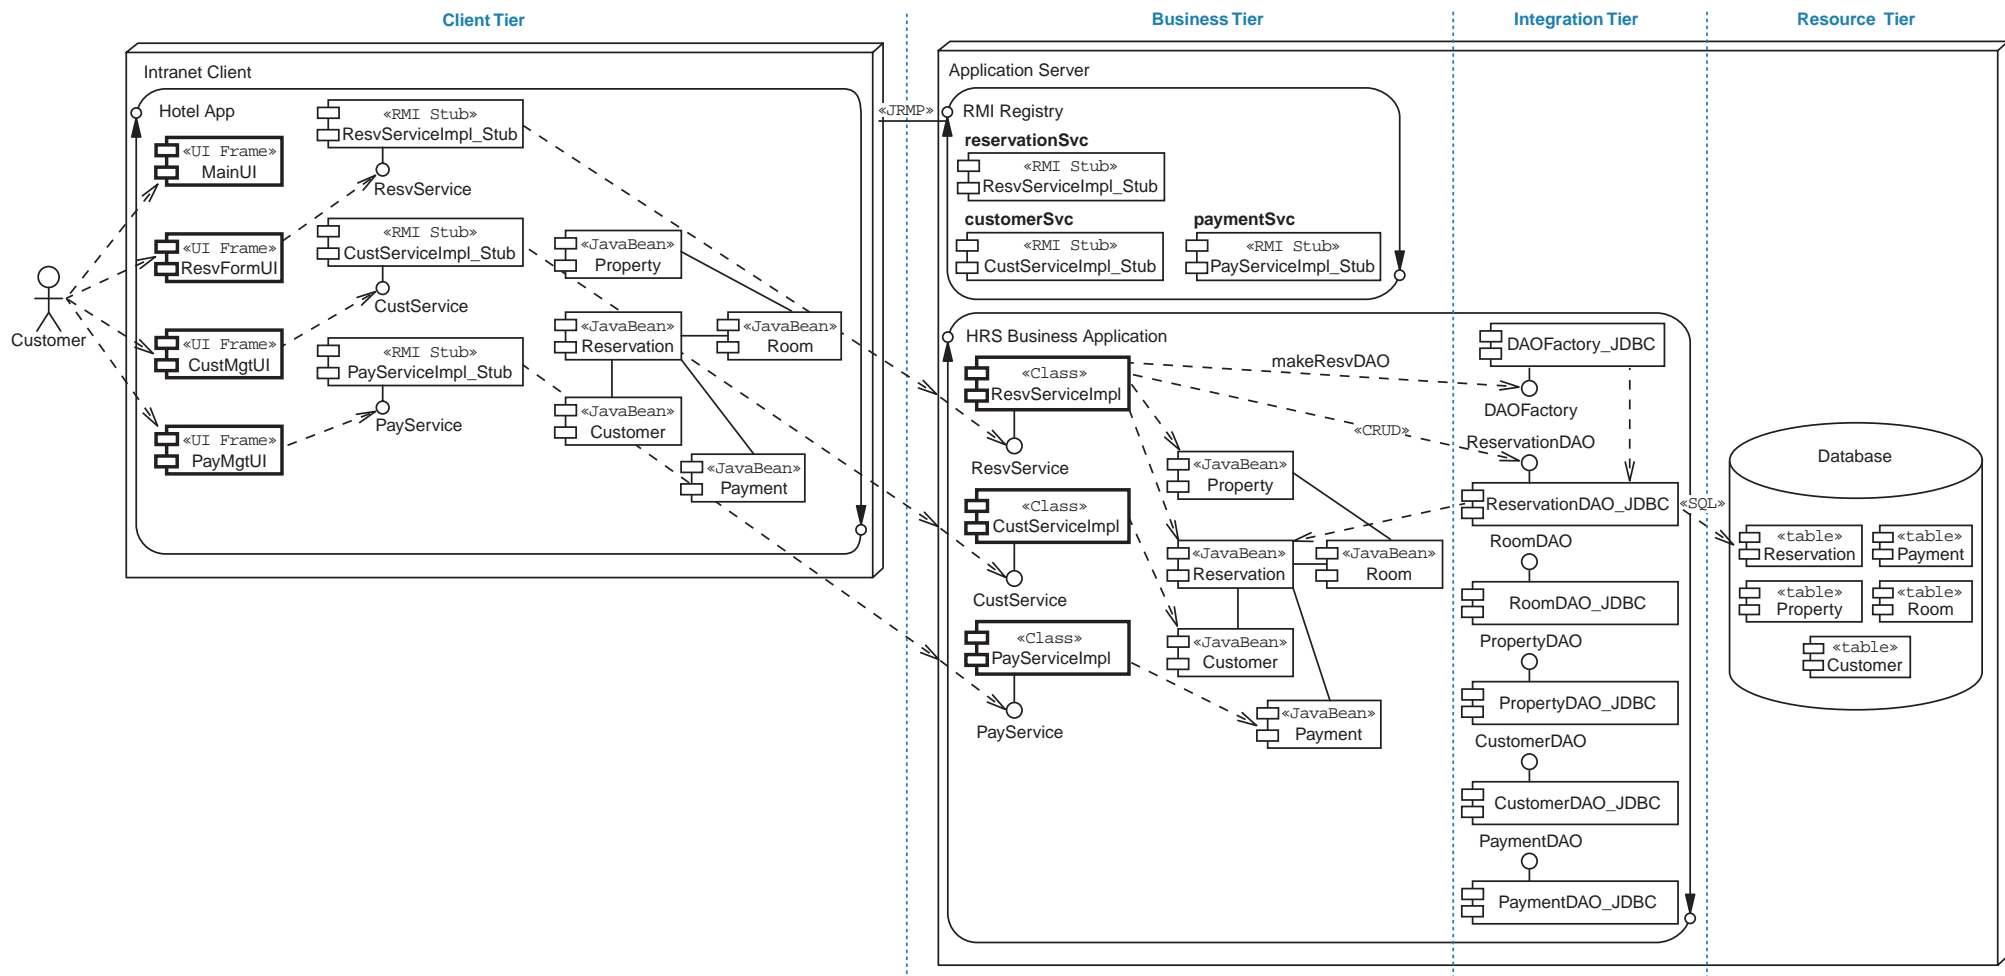 Client Tier
Business Tier
Integration Tier
Resource Tier
Intranet Client
Hotel App
«UI Frame»
MainUI
«UI Frame»
ResvFormUI
«UI Frame»
CustMgtUI
«UI Frame»
PayMgtUI
Customer
«RMI Stub»
ResvServiceImpl_Stub
ResvService
«RMI Stub»
CustServiceImpl_Stub
CustService
«RMI Stub»
PayServiceImpl_Stub
PayService
«JavaBean»
Property
«JavaBean»
Reservation
«JavaBean»
Room
«JavaBean»
Customer
«JavaBean»
Payment
«JRMP»
Application Server
RMI Registry
reservationSvc
«RMI Stub»
ResvServiceImpl_Stub
customerSvc
«RMI Stub»
CustServiceImpl_Stub
paymentSvc
«RMI Stub»
PayServiceImpl_Stub
HRS Business Application
«Class»
ResvServiceImpl
ResvService
«Class»
CustServiceImpl
CustService
«Class»
PayServiceImpl
PayService
makeResvDAO
«CRUD»
«JavaBean»
Property
«JavaBean»
Reservation
«JavaBean»
Room
«JavaBean»
Customer
«JavaBean»
Payment
DAOFactory_JDBC
DAOFactory
ReservationDAO
ReservationDAO_JDBC
RoomDAO
RoomDAO_JDBC
PropertyDAO
PropertyDAO_JDBC
CustomerDAO
CustomerDAO_JDBC
PaymentDAO
PaymentDAO_JDBC
«SQL»
Database
«table»
Reservation
«table»
Payment
«table»
Property
«table»
Room
«table»
Customer